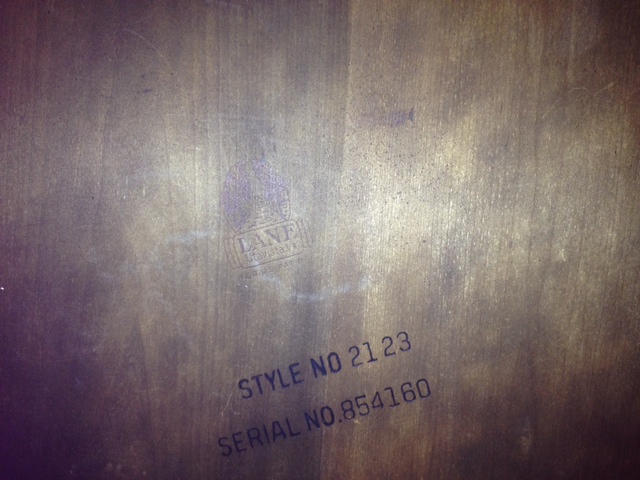 LANE
STYLE NO 2123
SERIAL NO.854160